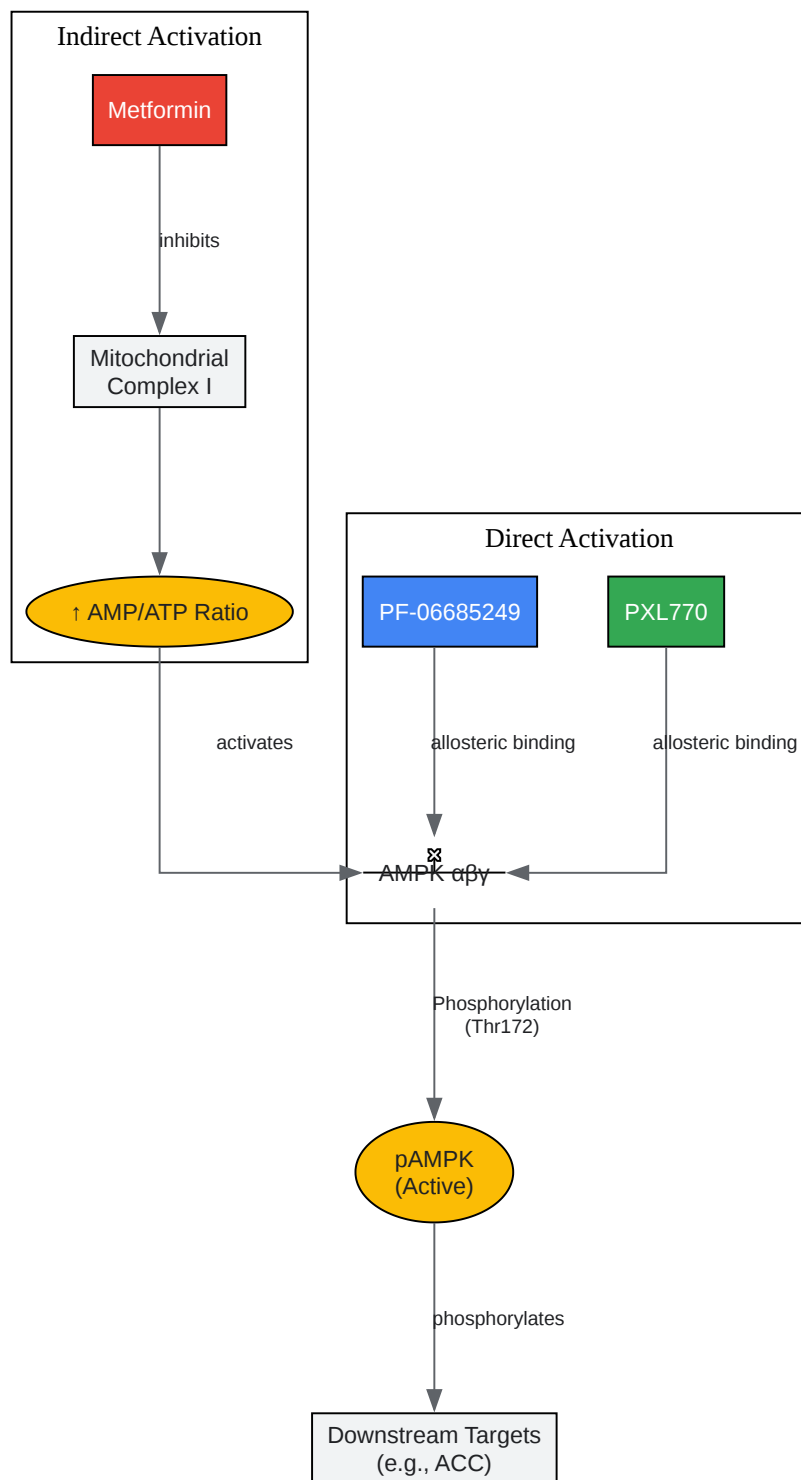 Indirect Activation
Metformin
inhibits
Mitochondrial
Complex I
↑ AMP/ATP Ratio
activates
Direct Activation
PF-06685249
PXL770
allosteric binding
allosteric binding
AMPK αβγ
Phosphorylation
(Thr172)
pAMPK
(Active)
phosphorylates
Downstream Targets
(e.g., ACC)